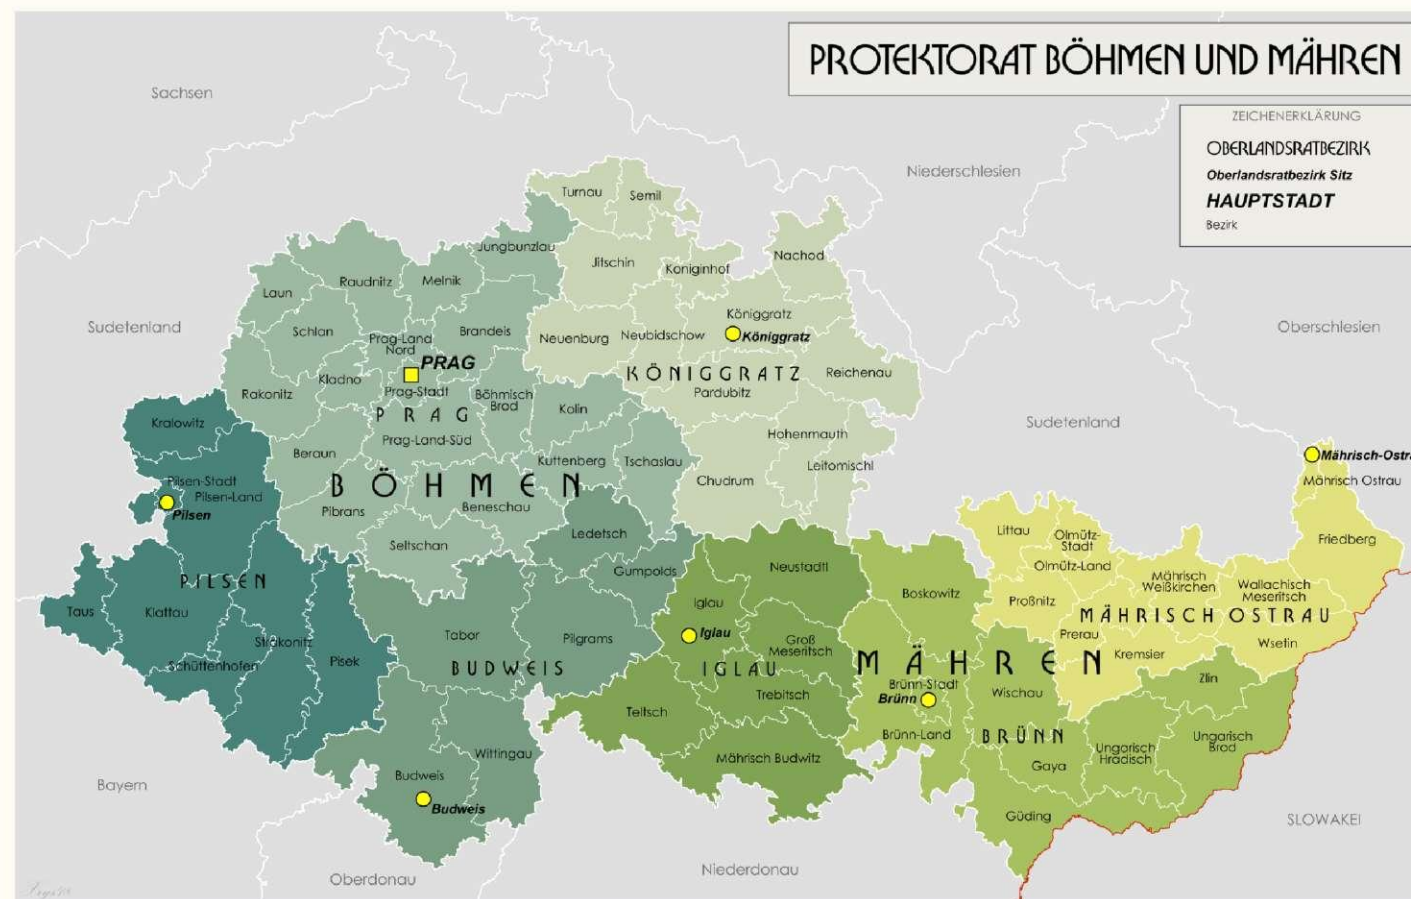 PROTEKTORAT BÖHMEN UND MÄHREN
ZEICHENERKLÄRUNG
OBERLANDSRATBEZIRK
Oberlandsratbezirk Sitz
HAUPTSTADT
Bezirk
Sachsen
Niederschlesien
Sudetenland
Oberschlesien
Sudetenland
Bayern
Oberdonau
Niederdonau
SLOWAKEI
BÖHMEN
MÄHREN
Turnau
Semil
Jitschin
Koniginhof
Nachod
Neuenburg
Neubidschow
Königgratz
Königgratz
KÖNIGGRATZ
Pardubitz
Reichenau
Hohenmauth
Leitomischl
Chudrum
Jungbunzlau
Raudnitz
Melnik
Laun
Schlan
Prag-Land
Nord
Brandeis
PRAG
Kladno
Prag-Stadt
Böhmisch
Brod
Rakonitz
PRAG
Kolin
Prag-Land-Süd
Beraun
Kuttenberg
Tschaslau
Pibrans
Beneschau
Seltschan
Kralowitz
Pilsen-Stadt
Pilsen-Land
Pilsen
PILSEN
Taus
Klattau
Strakonitz
Schüttenhofen
Pisek
Ledetsch
Gumpolds
Tabor
Pilgrams
BUDWEIS
Wittingau
Budweis
Budweis
Neustadtl
Iglau
Iglau
Groß
Meseritsch
IGLAU
Trebitsch
Teltsch
Mährisch Budwitz
Boskowitz
Brünn-Stadt
Brünn
Wischau
Brünn-Land
BRÜNN
Gaya
Ungarisch
Hradisch
Ungarisch
Brod
Zlin
Güding
Littau
Olmütz-
Stadt
Olmütz-Land
Proßnitz
Mährisch
Weißkirchen
Wallachisch
Meseritsch
MÄHRISCH OSTRAU
Prerau
Kremsier
Wsetin
Friedberg
Mährisch-Ostra
Mährisch Ostrau